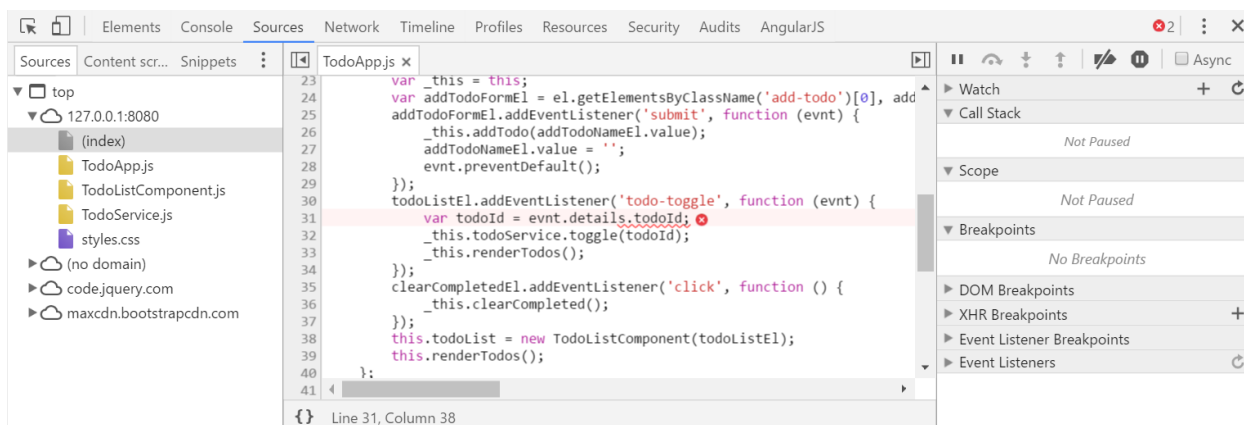 Elements Console Sources Network Timeline Profiles Resources Security Audits AngularJS 2
Sources Content scr... Snippets
top
127.0.0.1:8080
(index)
TodoApp.js
TodoListComponent.js
TodoService.js
styles.css
(no domain)
code.jquery.com
maxcdn.bootstrapcdn.com
TodoApp.js
23 var _this = this;
24 var addTodoFormEl = el.getElementsByClassName('add-todo')[0], add
25 addTodoFormEl.addEventListener('submit', function (evnt) {
26 _this.addTodo(addTodoNameEl.value);
27 addTodoNameEl.value = '';
28 evnt.preventDefault();
29 });
30 todoListEl.addEventListener('todo-toggle', function (evnt) {
31 var todoId = evnt.details.todoId;
32 _this.todoService.toggle(todoId);
33 _this.renderTodos();
34 });
35 clearCompletedEl.addEventListener('click', function () {
36 _this.clearCompleted();
37 });
38 this.todoList = new TodoListComponent(todoListEl);
39 this.renderTodos();
40 };
41
{} Line 31, Column 38
Async
Watch
Call Stack
Not Paused
Scope
Not Paused
Breakpoints
No Breakpoints
DOM Breakpoints
XHR Breakpoints
Event Listener Breakpoints
Event Listeners